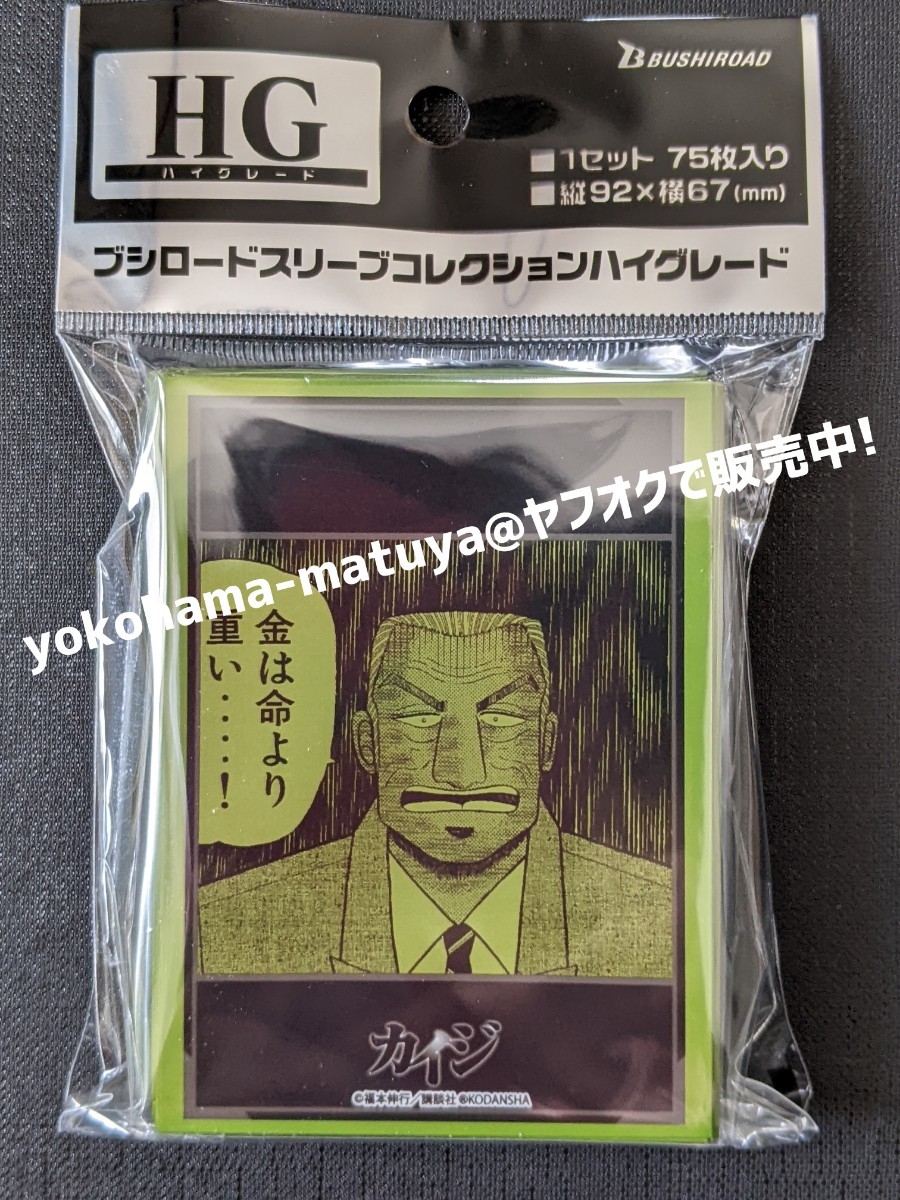 HG
ハイグレード
BUSHIROAD
■1セット 75枚入り
■縦92×横67(mm)
ブシロードスリーブコレクションハイグレード
yokohama-matuya@ヤフオクで販売中!
金は命より
重い‥‥!
カイジ
©福本伸行/講談社 ®KODANSHA